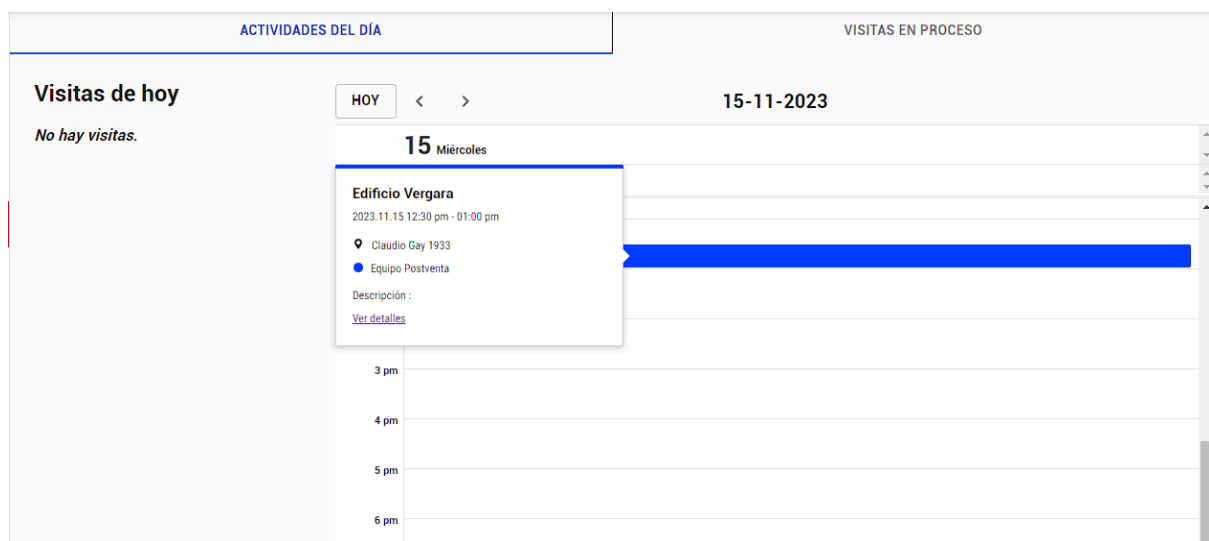 ACTIVIDADES DEL DÍA
VISITAS EN PROCESO
Visitas de hoy
No hay visitas.
HOY
15-11-2023
15 Miércoles
Edificio Vergara
2023.11.15 12:30 pm - 01:00 pm
Claudio Gay 1933
Equipo Postventa
Descripción :
Ver detalles
3 pm
4 pm
5 pm
6 pm